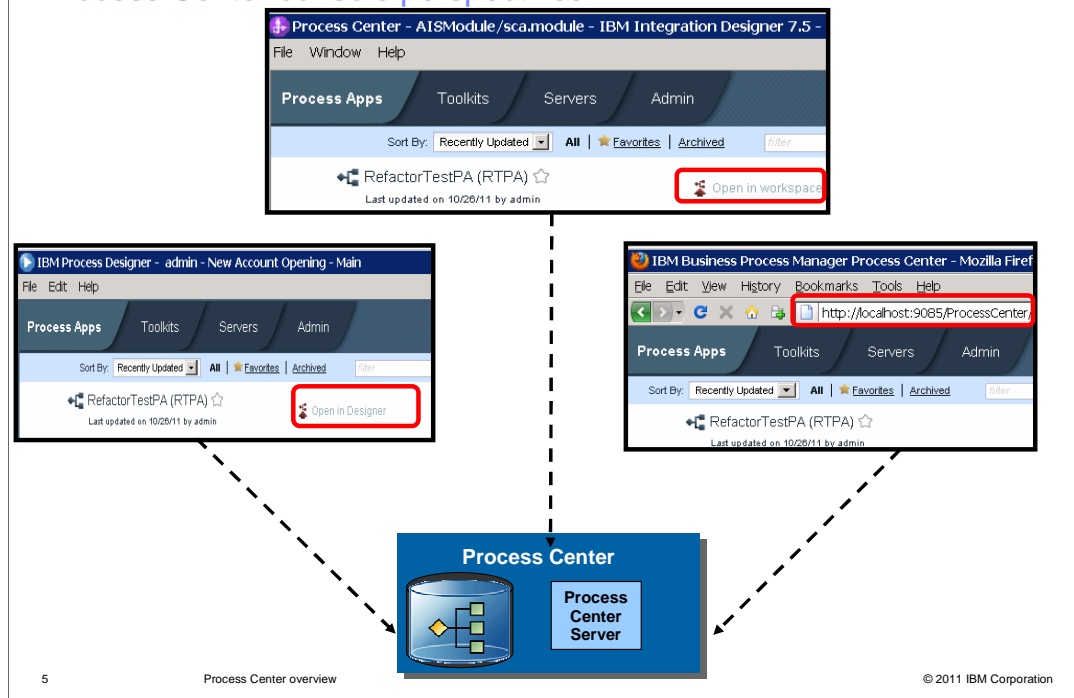 Process Center - AISModule/sca.module - IBM Integration Designer 7.5 -
File Window Help
Process Apps Toolkits Servers Admin
Sort By: Recently Updated All | Favorites | Archived filter
RefactorTestPA (RTPA)
Open in workspace
Last updated on 10/26/11 by admin
IBM Process Designer - admin - New Account Opening - Main
File Edit Help
Process Apps Toolkits Servers Admin
Sort By: Recently Updated All | Favorites | Archived filter
RefactorTestPA (RTPA)
Open in Designer
Last updated on 10/26/11 by admin
IBM Business Process Manager Process Center - Mozilla Firef
File Edit View History Bookmarks Tools Help
http://localhost:9085/ProcessCenter/
Process Apps Toolkits Servers Admin
Sort By: Recently Updated All | Favorites | Archived filter
RefactorTestPA (RTPA)
Last updated on 10/26/11 by admin
Process Center
Process
Center
Server
5 Process Center overview © 2011 IBM Corporation